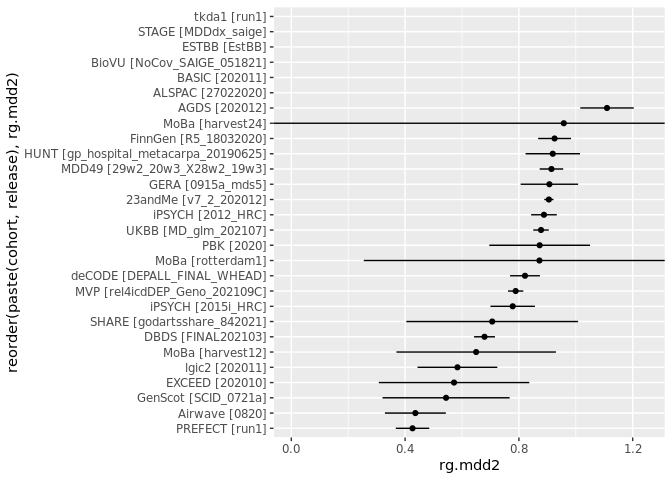 tkda1 [run1]
STAGE [MDDdx_saige]
ESTBB [EstBB]
BioVU [NoCov_SAIGE_051821]
BASIC [202011]
ALSPAC [27022020]
AGDS [202012]
MoBa [harvest24]
FinnGen [R5_18032020]
HUNT [gp_hospital_metacarpa_20190625]
MDD49 [29w2_20w3_X28w2_19w3]
GERA [0915a_mds5]
23andMe [v7_2_202012]
iPSYCH [2012_HRC]
UKBB [MD_glm_202107]
PBK [2020]
MoBa [rotterdam1]
deCODE [DEPALL_FINAL_WHEAD]
MVP [rel4icdDEP_Geno_202109C]
iPSYCH [2015i_HRC]
SHARE [godartsshare_842021]
DBDS [FINAL202103]
MoBa [harvest12]
lgic2 [202011]
EXCEED [202010]
GenScot [SCID_0721a]
Airwave [0820]
PREFECT [run1]
reorder(paste(cohort, release), rg.mdd2)
0.0 0.4 0.8 1.2
rg.mdd2